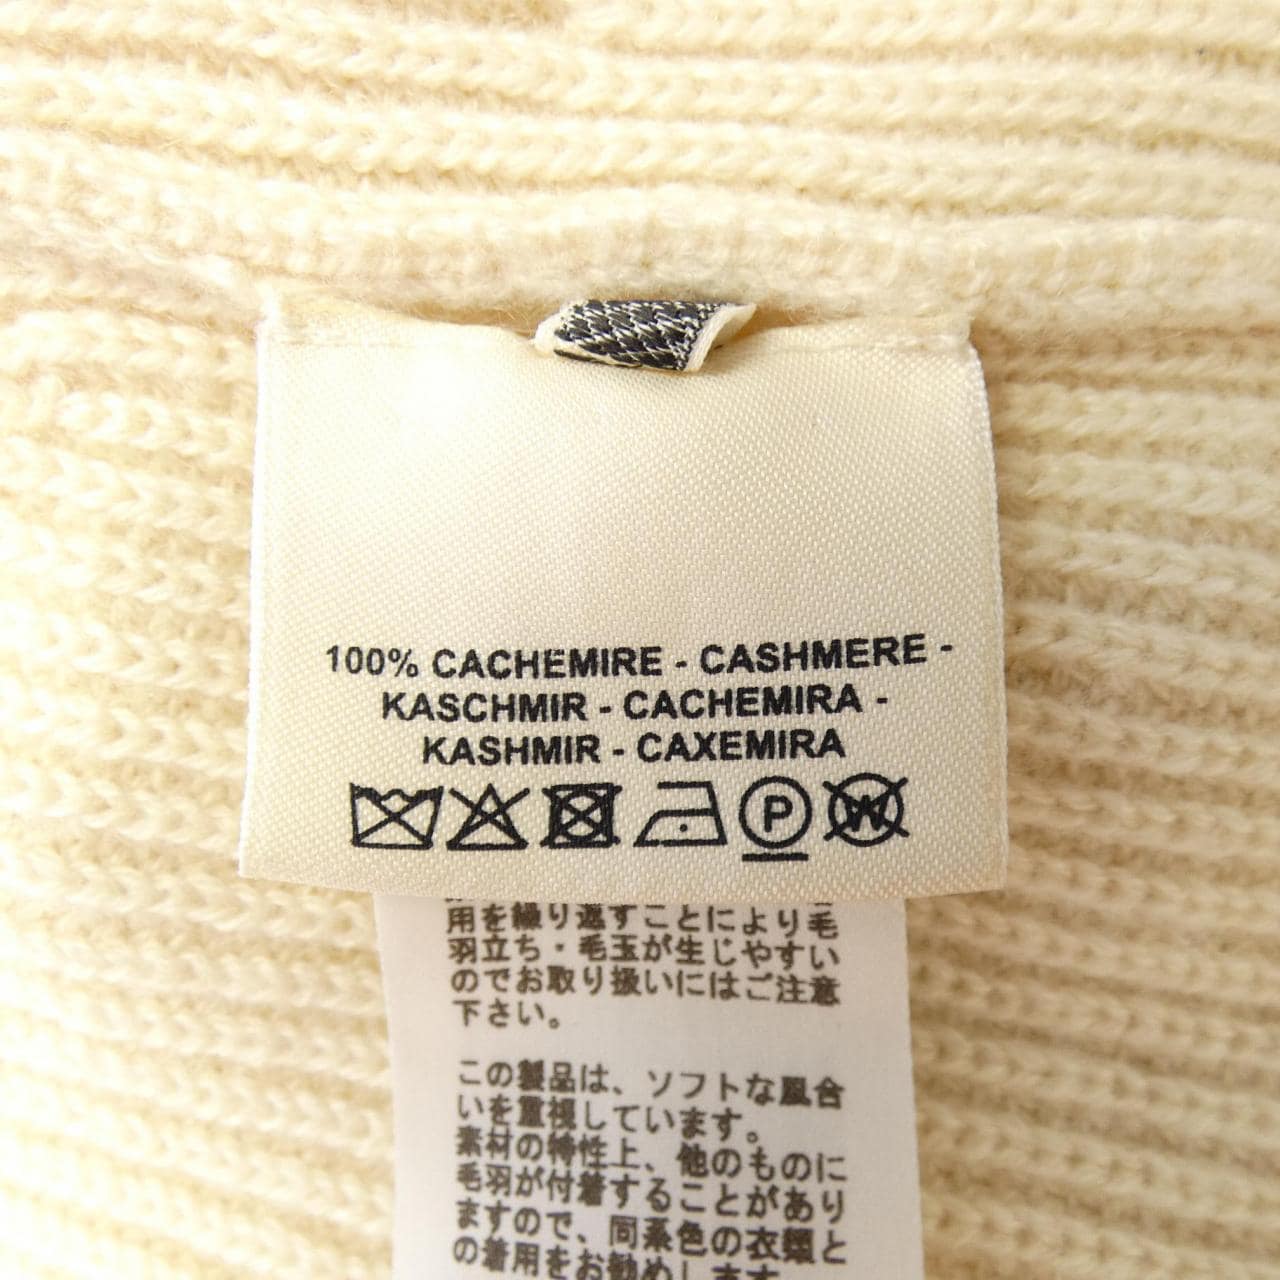 100% CACHEMIRE - CASHMERE -
KASCHMIR - CACHEMIRA -
KASHMIR - CAXEMIRA
P W
用を繰り返すことにより毛
羽立ち・毛玉が生じやすい
のでお取り扱いにはご注意
下さい。
この製品は、ソフトな風合
いを重視しています。
素材の特性上、他のものに
毛羽が付着することがあり
ますので、同系色の衣類と
の着用をお勧めします